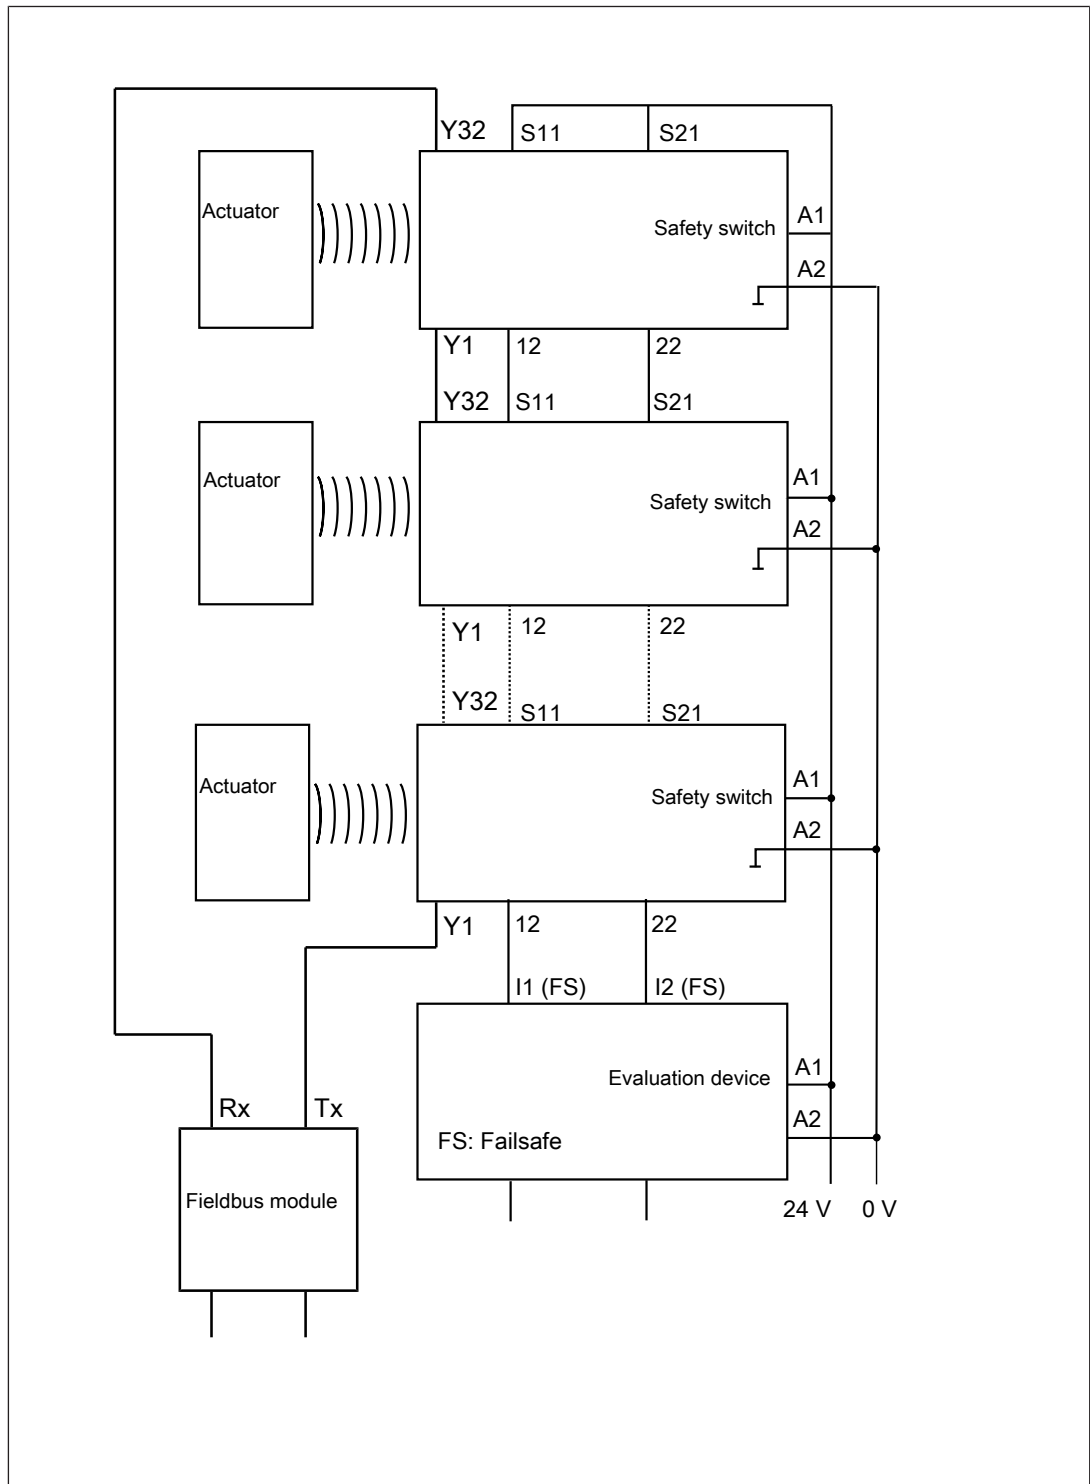 Y32 S11 S21
Actuator
Safety switch
A1
A2
Y1 12 22
Y32 S11 S21
Actuator
Safety switch
A1
A2
Y1 12 22
Y32 S11 S21
Actuator
Safety switch
A1
A2
Y1 12 22
I1 (FS) I2 (FS)
Evaluation device
A1
A2
FS: Failsafe
Rx Tx
Fieldbus module
24 V 0 V